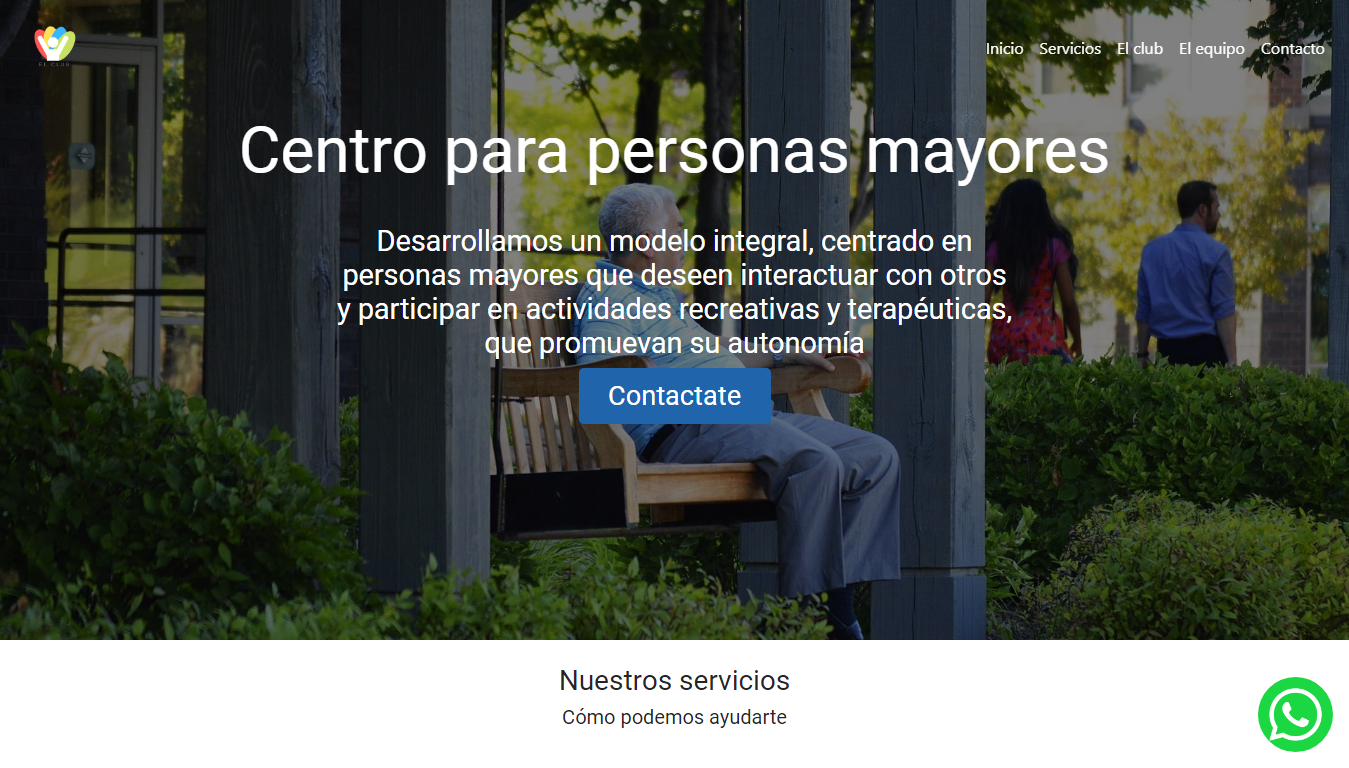 EL CLUB
Inicio Servicios El club El equipo Contacto
Centro para personas mayores
Desarrollamos un modelo integral, centrado en
personas mayores que deseen interactuar con otros
y participar en actividades recreativas y terapéuticas,
que promuevan su autonomía
Contactate
Nuestros servicios
Cómo podemos ayudarte